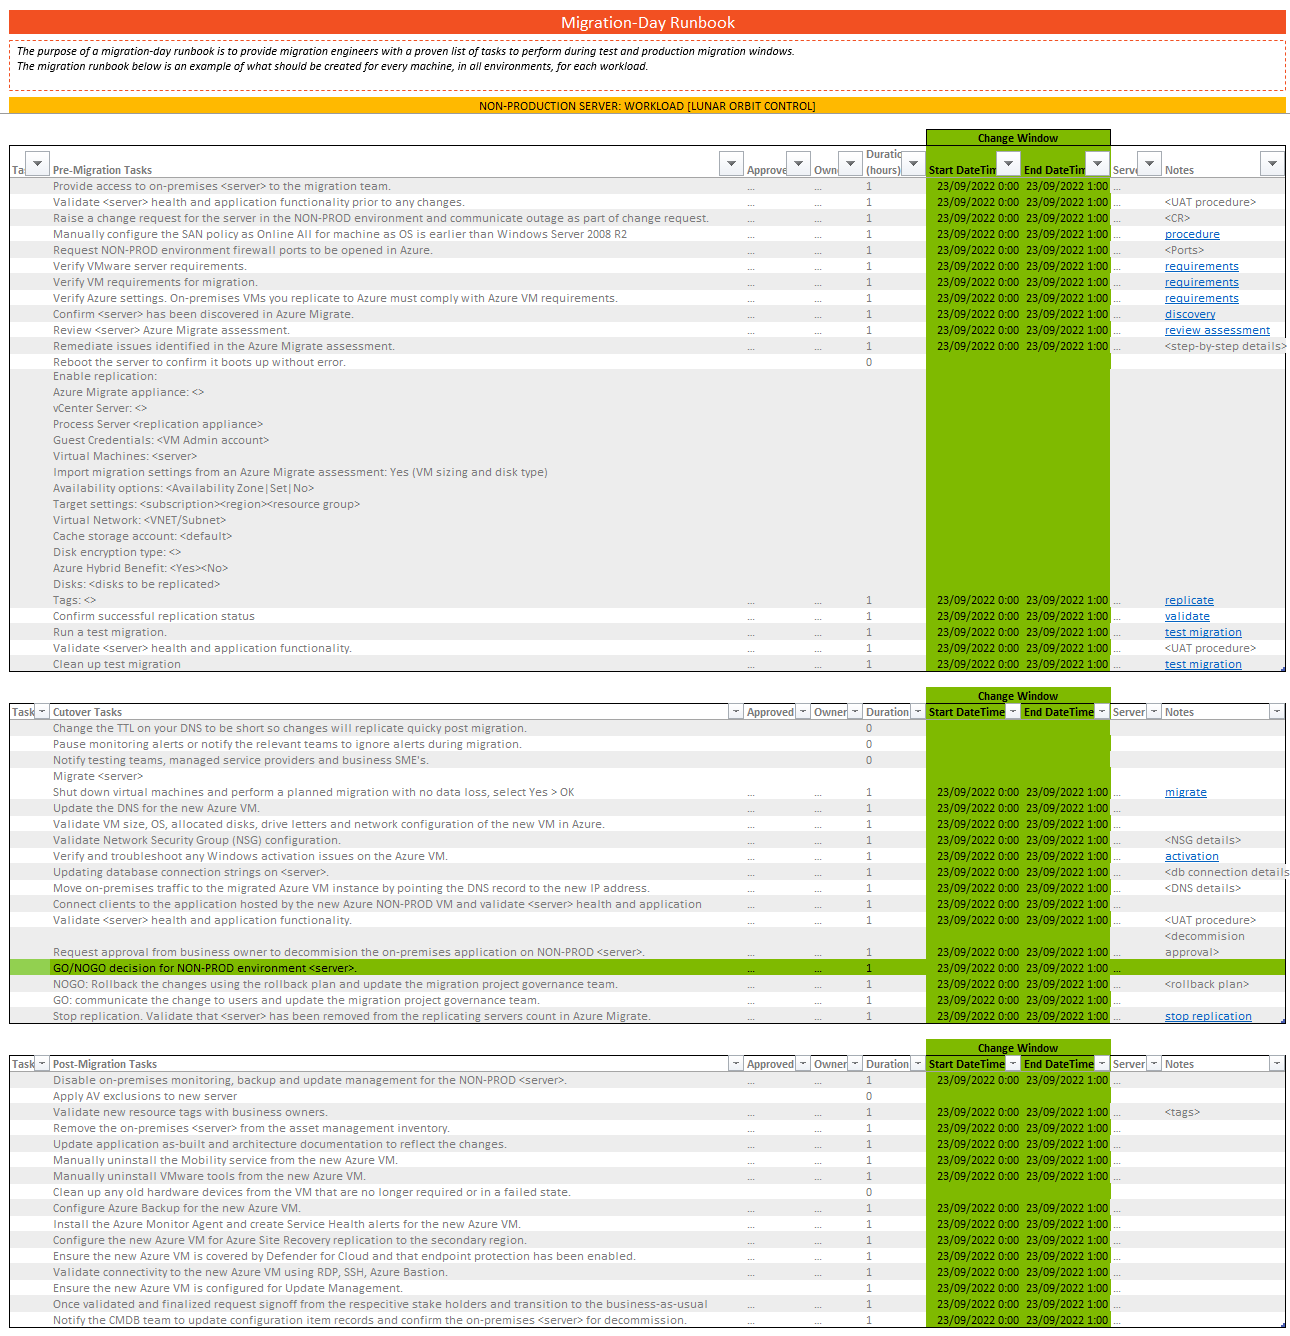 Migration-Day Runbook
The purpose of a migration-day runbook is to provide migration engineers with a proven list of tasks to perform during test and production migration windows.
The migration runbook below is an example of what should be created for every machine, in all environments, for each workload.
NON-PRODUCTION SERVER: WORKLOAD [LUNAR ORBIT CONTROL]
Change Window
Pre-Migration Tasks Approve Duratic (hours) Start DateTim End DateTime Notes
Provide access to on-premises <server> to the migration team. ... ... 1 23/09/2022 0:00 23/09/2022 1:00 ...
Validate <server> health and application functionality prior to any changes. ... ... 1 23/09/2022 0:00 23/09/2022 1:00 ... <UAT procedure>
Raise a change request for the server in the NON-PROD environment and communicate outage as part of change request. ... ... 1 23/09/2022 0:00 23/09/2022 1:00 ... <CR>
Manually configure the SAN policy as Online All for machine as OS is earlier than Windows Server 2008 R2 ... ... 1 23/09/2022 0:00 23/09/2022 1:00 ... procedure
Request NON-PROD environment firewall ports to be opened in Azure. ... ... 1 23/09/2022 0:00 23/09/2022 1:00 ... <Ports>
Verify VMware server requirements. ... ... 1 23/09/2022 0:00 23/09/2022 1:00 ... requirements
Verify VM requirements for migration. ... ... 1 23/09/2022 0:00 23/09/2022 1:00 ... requirements
Verify Azure settings. On-premises VMs you replicate to Azure must comply with Azure VM requirements. ... ... 1 23/09/2022 0:00 23/09/2022 1:00 ... requirements
Confirm <server> has been discovered in Azure Migrate. ... ... 1 23/09/2022 0:00 23/09/2022 1:00 ... discovery
Review <server> Azure Migrate assessment. ... ... 1 23/09/2022 0:00 23/09/2022 1:00 ... review assessment
Remediate issues identified in the Azure Migrate assessment. ... ... 1 23/09/2022 0:00 23/09/2022 1:00 ... <step-by-step details>
Reboot the server to confirm it boots up without error. 0
Enable replication:
Azure Migrate appliance: <>
vCenter Server: <>
Process Server <replication appliance>
Guest Credentials: <VM Admin account>
Virtual Machines: <server>
Import migration settings from an Azure Migrate assessment: Yes (VM sizing and disk type)
Availability options: <Availability Zone|Set|No>
Target settings: <subscription><region><resource group>
Virtual Network: <VNET/Subnet>
Cache storage account: <default>
Disk encryption type: <>
Azure Hybrid Benefit: <Yes><No>
Disks: <disks to be replicated>
Tags: <> ... ... 1 23/09/2022 0:00 23/09/2022 1:00 ... replicate
Confirm successful replication status ... ... 1 23/09/2022 0:00 23/09/2022 1:00 ... validate
Run a test migration. ... ... 1 23/09/2022 0:00 23/09/2022 1:00 ... test migration
Validate <server> health and application functionality. ... ... 1 23/09/2022 0:00 23/09/2022 1:00 ... <UAT procedure>
Clean up test migration ... ... 1 23/09/2022 0:00 23/09/2022 1:00 ... test migration
Change Window
Task Cutover Tasks Approved Owner Duration Start DateTime End DateTime Server Notes
Change the TTL on your DNS to be short so changes will replicate quicky post migration. 0
Pause monitoring alerts or notify the relevant teams to ignore alerts during migration. 0
Notify testing teams, managed service providers and business SME's. 0
Migrate <server>
Shut down virtual machines and perform a planned migration with no data loss, select Yes > OK ... ... 1 23/09/2022 0:00 23/09/2022 1:00 ... migrate
Update the DNS for the new Azure VM. ... ... 1 23/09/2022 0:00 23/09/2022 1:00 ...
Validate VM size, OS, allocated disks, drive letters and network configuration of the new VM in Azure. ... ... 1 23/09/2022 0:00 23/09/2022 1:00 ...
Validate Network Security Group (NSG) configuration. ... ... 1 23/09/2022 0:00 23/09/2022 1:00 ... <NSG details>
Verify and troubleshoot any Windows activation issues on the Azure VM. ... ... 1 23/09/2022 0:00 23/09/2022 1:00 ... activation
Updating database connection strings on <server>. ... ... 1 23/09/2022 0:00 23/09/2022 1:00 ... <db connection details
Move on-premises traffic to the migrated Azure VM instance by pointing the DNS record to the new IP address. ... ... 1 23/09/2022 0:00 23/09/2022 1:00 ... <DNS details>
Connect clients to the application hosted by the new Azure NON-PROD VM and validate <server> health and application ... ... 1 23/09/2022 0:00 23/09/2022 1:00 ...
Validate <server> health and application functionality. ... ... 1 23/09/2022 0:00 23/09/2022 1:00 ... <UAT procedure>
<decommision
Request approval from business owner to decommision the on-premises application on NON-PROD <server>. ... ... 1 23/09/2022 0:00 23/09/2022 1:00 ... approval>
GO/NOGO decision for NON-PROD environment <server>. ... ... 1 23/09/2022 0:00 23/09/2022 1:00 ...
NOGO: Rollback the changes using the rollback plan and update the migration project governance team. ... ... 1 23/09/2022 0:00 23/09/2022 1:00 ... <rollback plan>
GO: communicate the change to users and update the migration project governance team. ... ... 1 23/09/2022 0:00 23/09/2022 1:00 ...
Stop replication. Validate that <server> has been removed from the replicating servers count in Azure Migrate. ... ... 1 23/09/2022 0:00 23/09/2022 1:00 ... stop replication
Change Window
Task Post-Migration Tasks Approved Owner Duration Start DateTime End DateTime Server Notes
Disable on-premises monitoring, backup and update management for the NON-PROD <server>. ... ... 1 23/09/2022 0:00 23/09/2022 1:00 ...
Apply AV exclusions to new server 0
Validate new resource tags with business owners. ... ... 1 23/09/2022 0:00 23/09/2022 1:00 ... <tags>
Remove the on-premises <server> from the asset management inventory. ... ... 1 23/09/2022 0:00 23/09/2022 1:00 ...
Update application as-built and architecture documentation to reflect the changes. ... ... 1 23/09/2022 0:00 23/09/2022 1:00 ...
Manually uninstall the Mobility service from the new Azure VM. ... ... 1 23/09/2022 0:00 23/09/2022 1:00 ...
Manually uninstall VMware tools from the new Azure VM. ... ... 1 23/09/2022 0:00 23/09/2022 1:00 ...
Clean up any old hardware devices from the VM that are no longer required or in a failed state. 0
Configure Azure Backup for the new Azure VM. ... ... 1 23/09/2022 0:00 23/09/2022 1:00 ...
Install the Azure Monitor Agent and create Service Health alerts for the new Azure VM. ... ... 1 23/09/2022 0:00 23/09/2022 1:00 ...
Configure the new Azure VM for Azure Site Recovery replication to the secondary region. ... ... 1 23/09/2022 0:00 23/09/2022 1:00 ...
Ensure the new Azure VM is covered by Defender for Cloud and that endpoint protection has been enabled. ... ... 1 23/09/2022 0:00 23/09/2022 1:00 ...
Validate connectivity to the new Azure VM using RDP, SSH, Azure Bastion. ... ... 1 23/09/2022 0:00 23/09/2022 1:00 ...
Ensure the new Azure VM is configured for Update Management. ... ... 1 23/09/2022 0:00 23/09/2022 1:00 ...
Once validated and finalized request signoff from the respecitive stake holders and transition to the business-as-usual ... ... 1 23/09/2022 0:00 23/09/2022 1:00 ...
Notify the CMDB team to update configuration item records and confirm the on-premises <server> for decommission. ... ... 1 23/09/2022 0:00 23/09/2022 1:00 ...